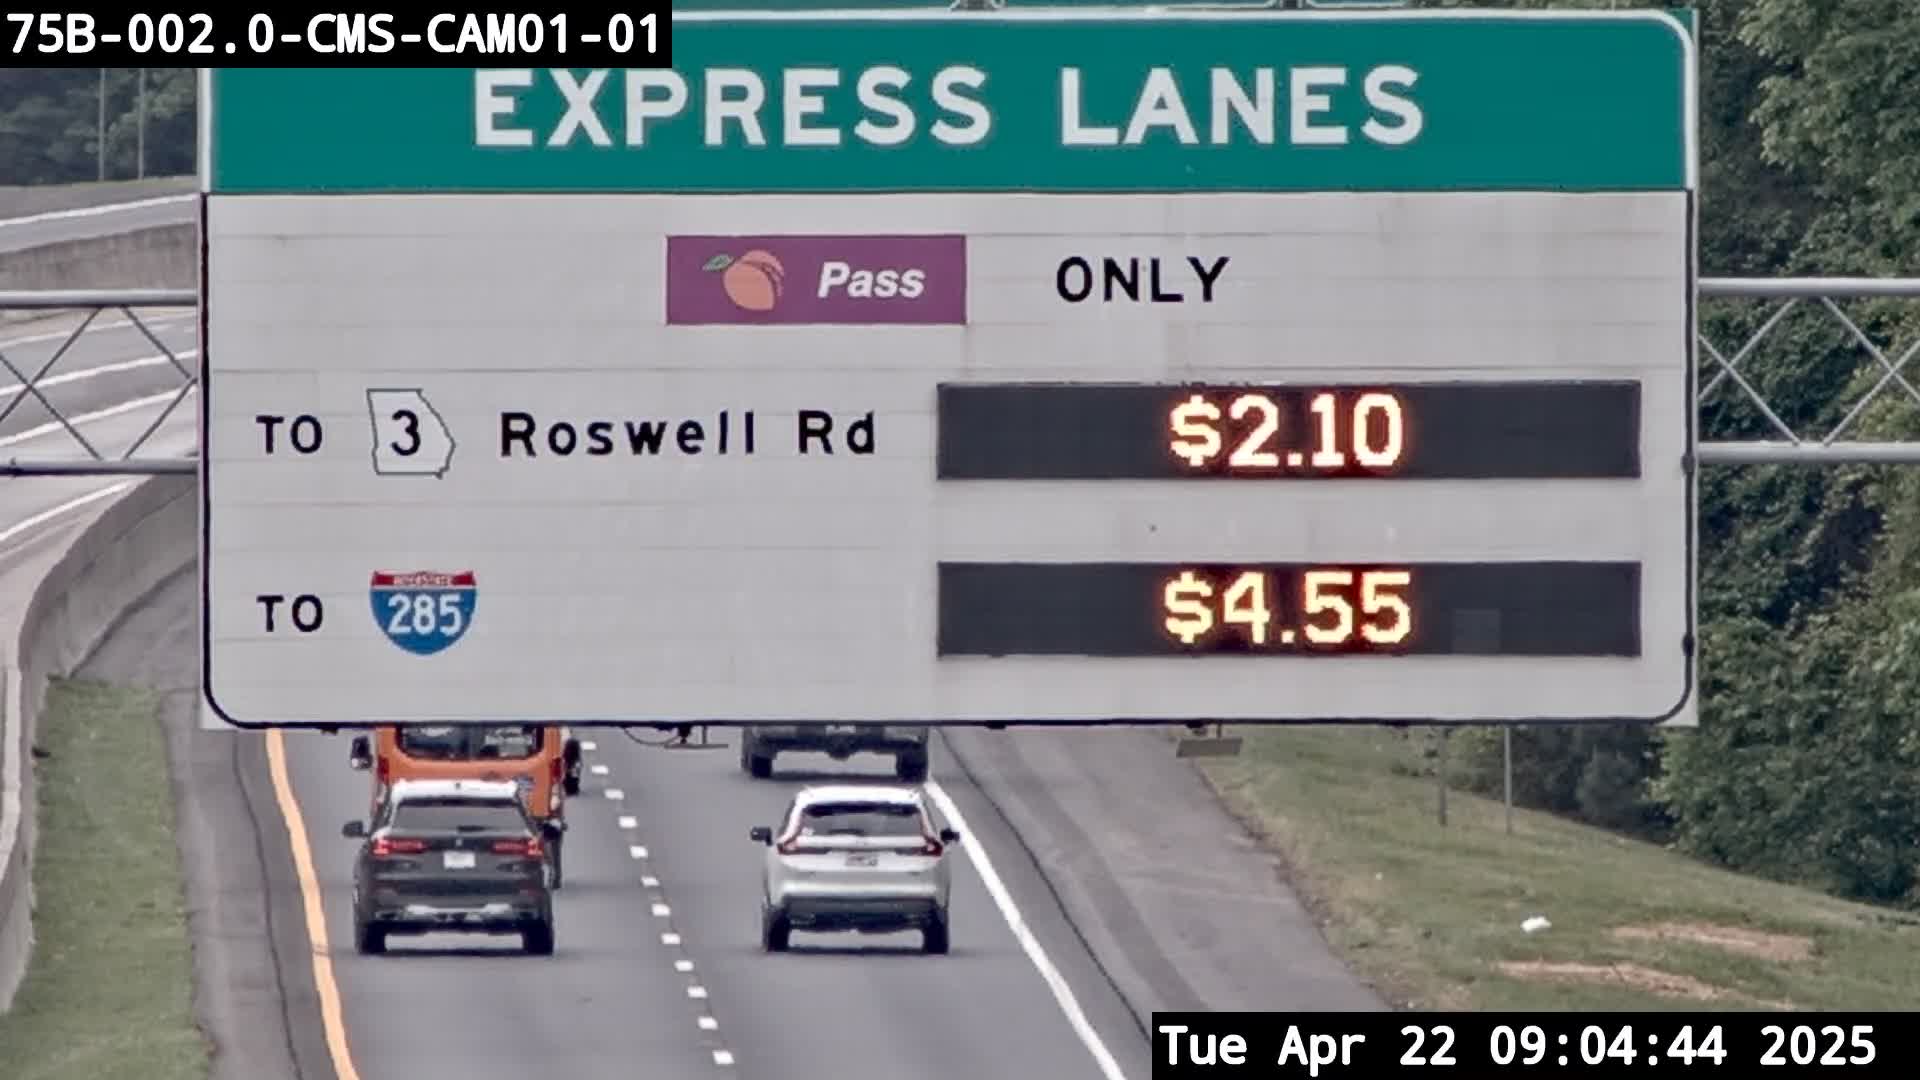 75B-002.0-CMS-CAM01-01
EXPRESS LANES
Pass ONLY
TO 3 Roswell Rd $2.10
TO INTERSTATE 285 $4.55
Tue Apr 22 09:04:44 2025